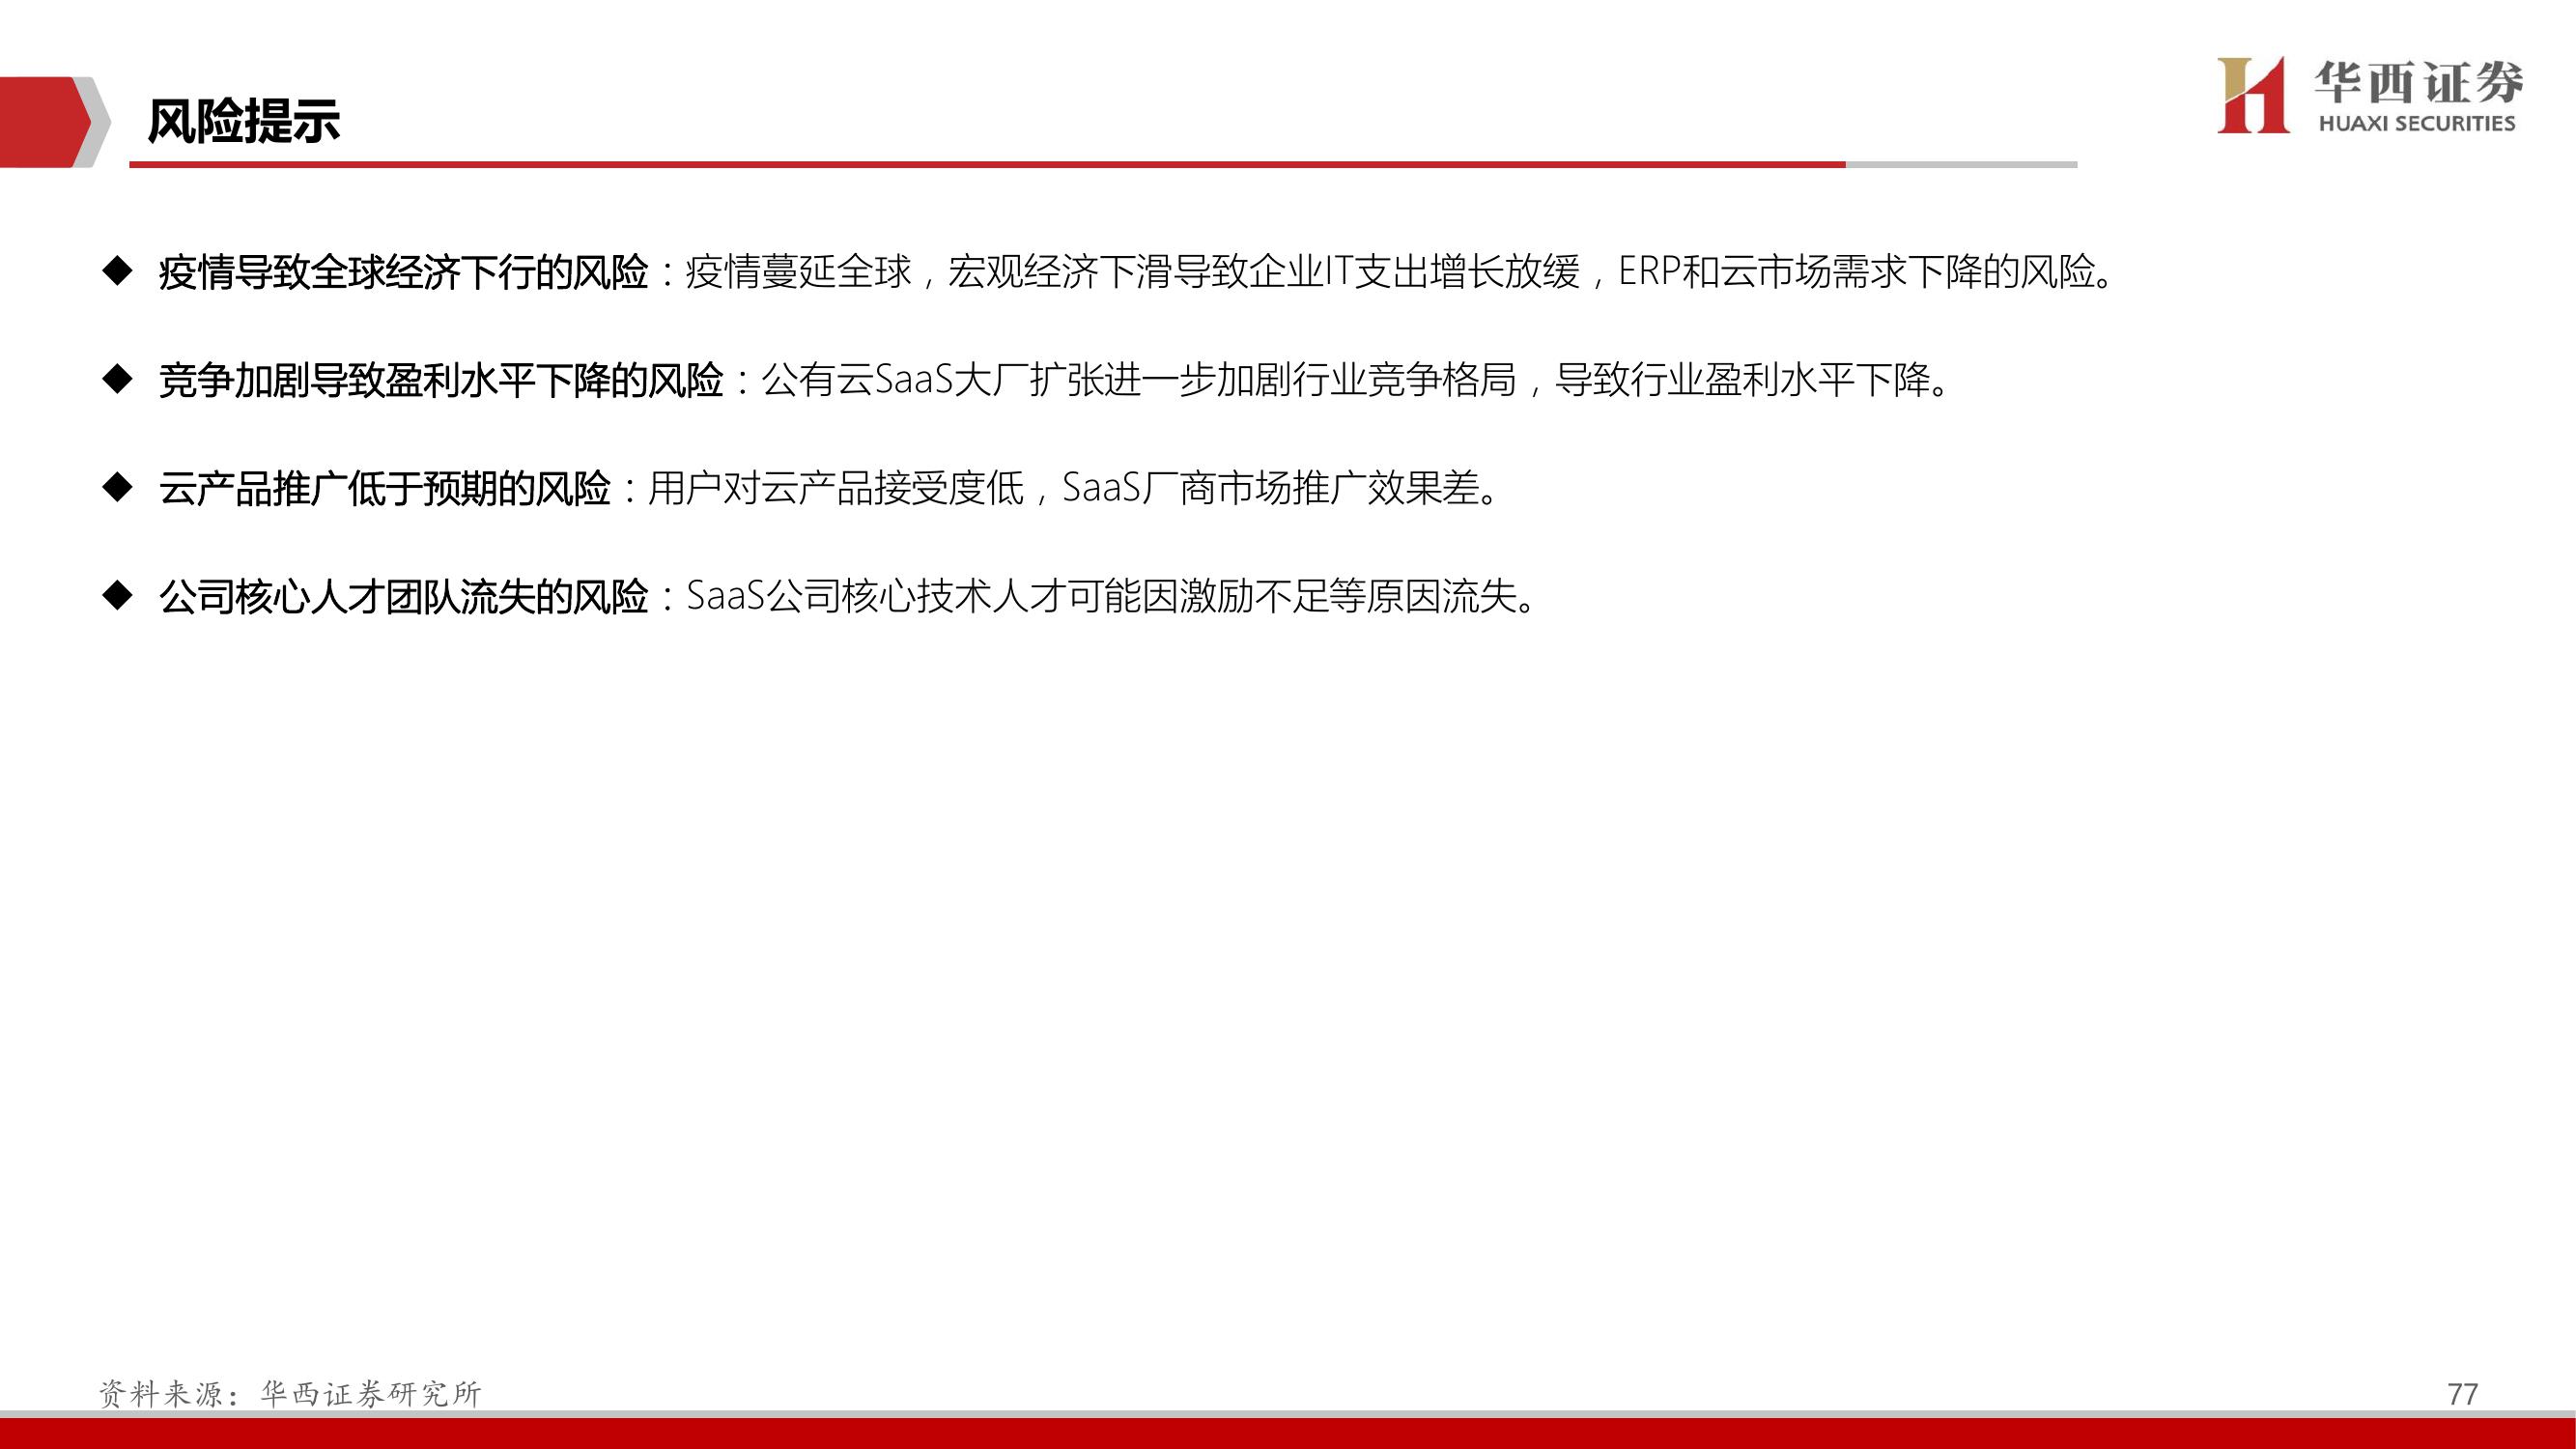 风险提示
华西证券
HUAXI SECURITIES
◆ 疫情导致全球经济下行的风险：疫情蔓延全球，宏观经济下滑导致企业IT支出增长放缓，ERP和云市场需求下降的风险。
◆ 竞争加剧导致盈利水平下降的风险：公有云SaaS大厂扩张进一步加剧行业竞争格局，导致行业盈利水平下降。
◆ 云产品推广低于预期的风险：用户对云产品接受度低，SaaS厂商市场推广效果差。
◆ 公司核心人才团队流失的风险：SaaS公司核心技术人才可能因激励不足等原因流失。
资料来源：华西证券研究所
77